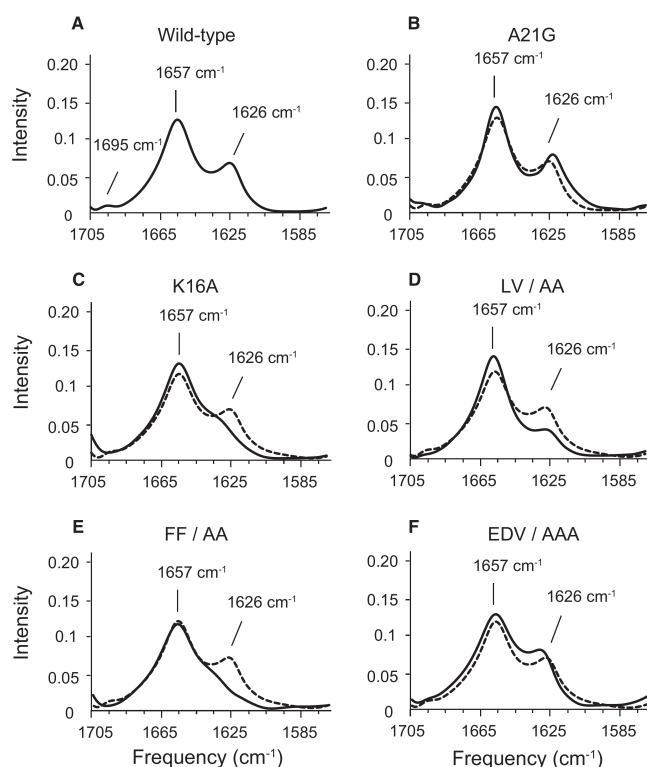 A
Wild-type
Intensity
0.20
0.15
0.1
0.05
0
1657 cm⁻¹
1626 cm⁻¹
1695 cm⁻¹
1705 1665 1625 1585
B
A21G
0.20
0.15
0.1
0.05
0
1657 cm⁻¹
1626 cm⁻¹
1705 1665 1625 1585
C
K16A
Intensity
0.20
0.15
0.1
0.05
0
1657 cm⁻¹
1626 cm⁻¹
1705 1665 1625 1585
D
LV / AA
0.20
0.15
0.1
0.05
0
1657 cm⁻¹
1626 cm⁻¹
1705 1665 1625 1585
E
FF / AA
Intensity
0.20
0.15
0.1
0.05
0
1657 cm⁻¹
1626 cm⁻¹
1705 1665 1625 1585
Frequency (cm⁻¹)
F
EDV / AAA
0.20
0.15
0.1
0.05
0
1657 cm⁻¹
1626 cm⁻¹
1705 1665 1625 1585
Frequency (cm⁻¹)